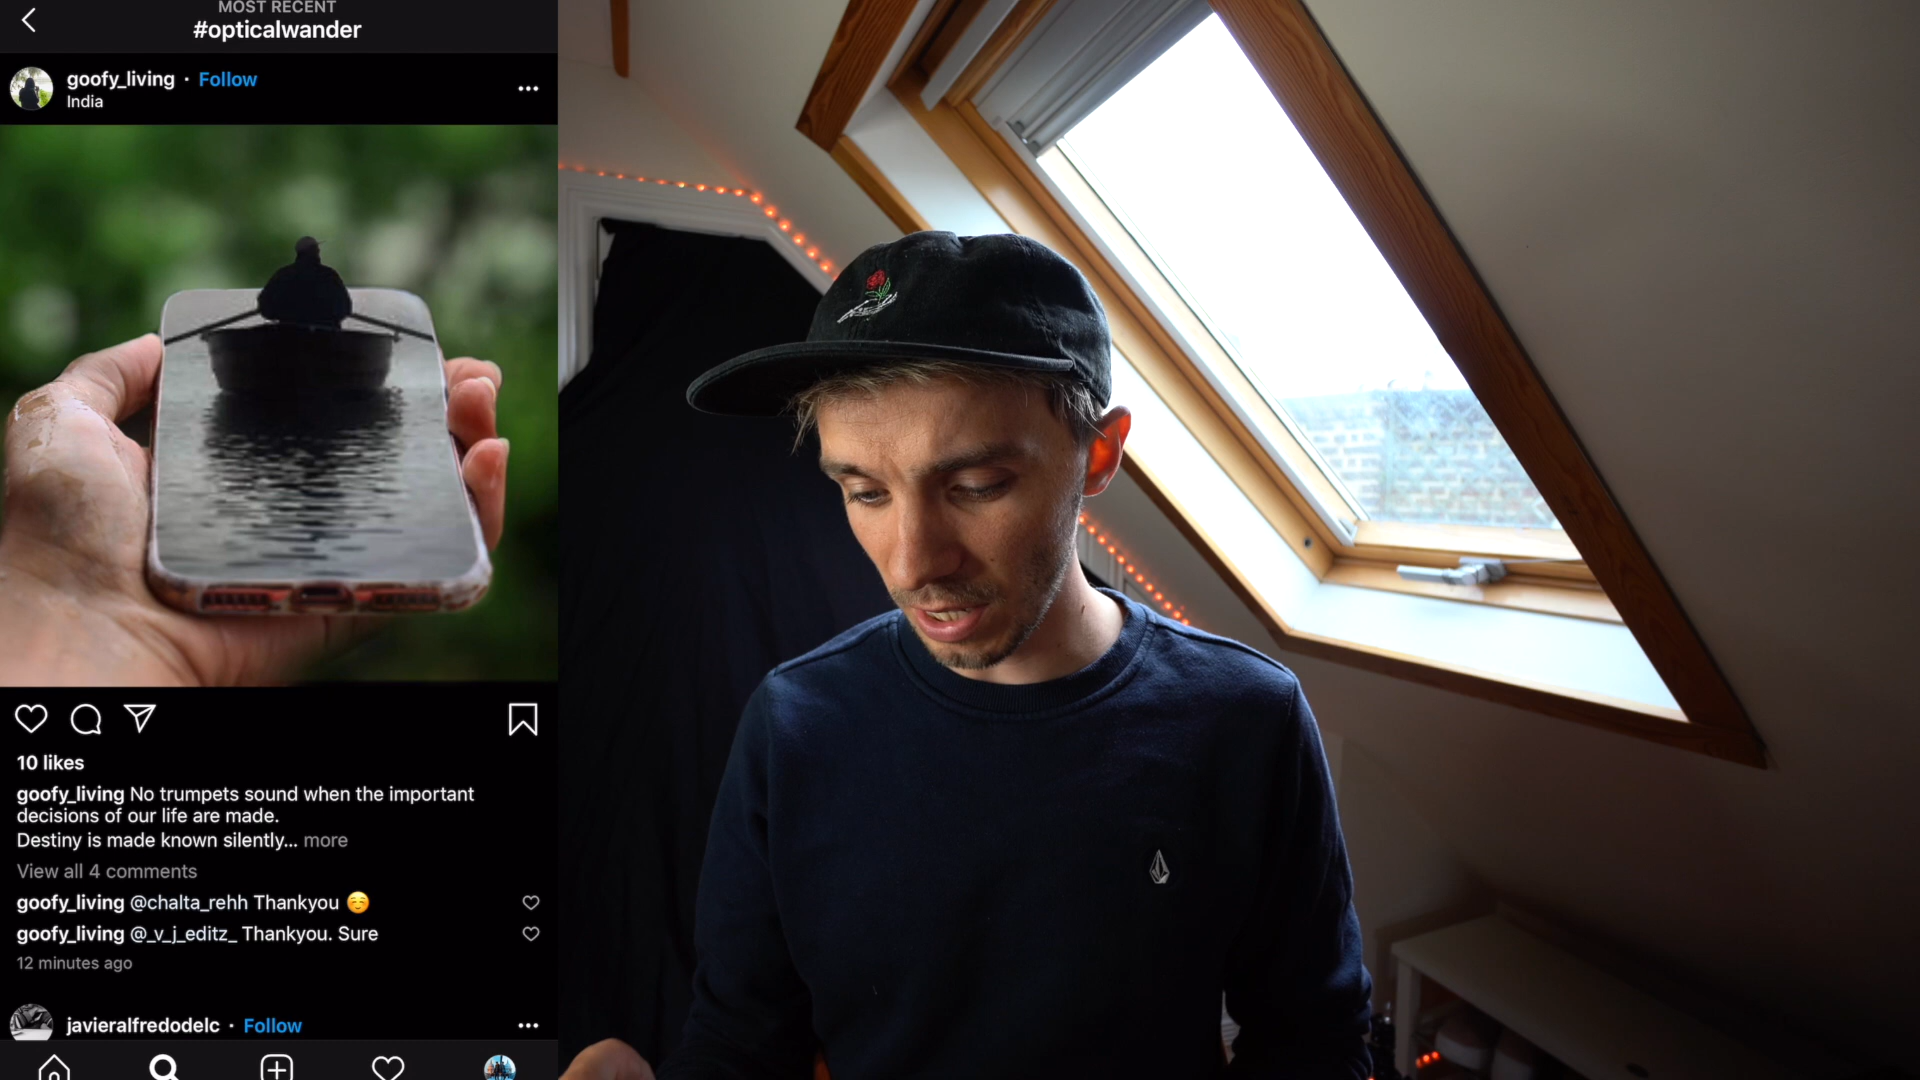 MOST RECENT
#opticalwander
goofy_living · Follow
India
10 likes
goofy_living No trumpets sound when the important
decisions of our life are made.
Destiny is made known silently... more
View all 4 comments
goofy_living @chalta_rehh Thankyou ☺️
goofy_living @_v_j_editz_ Thankyou. Sure
12 minutes ago
javieralfredodelc · Follow